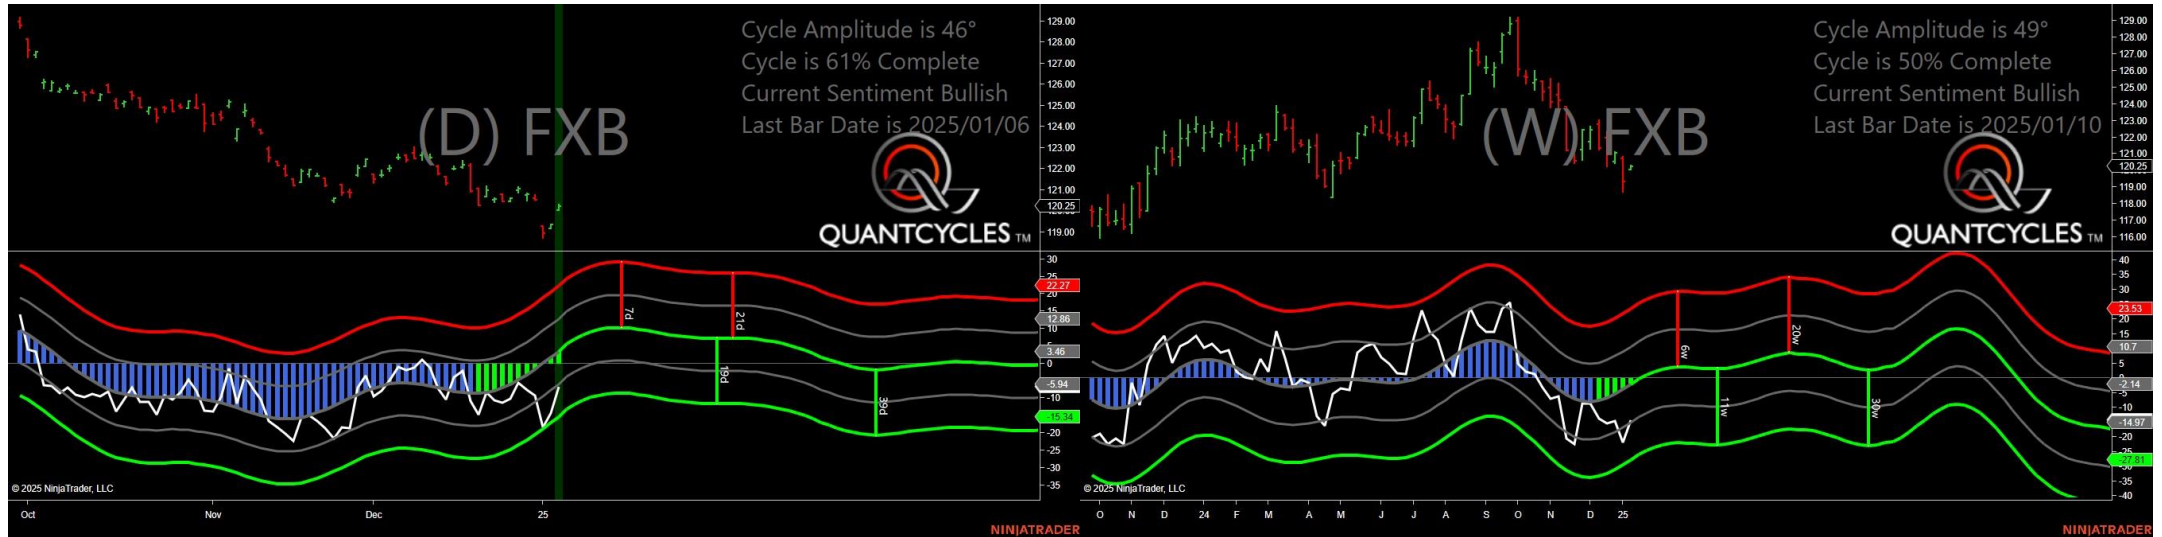 Cycle Amplitude is 46°
Cycle is 61% Complete
Current Sentiment Bullish
Last Bar Date is 2025/01/06
(D) FXB
QUANTCYCLES TM
129.00
128.00
127.00
126.00
125.00
124.00
123.00
122.00
121.00
120.25
119.00
30
25
22.27
20
15
12.86
10
5
3.46
-5.94
-10
-15.34
-20
-25
-30
-35
7d
21d
19d
39d
© 2025 NinjaTrader, LLC
Oct
Nov
Dec
25
NINJATRADER
Cycle Amplitude is 49°
Cycle is 50% Complete
Current Sentiment Bullish
Last Bar Date is 2025/01/10
(W) FXB
QUANTCYCLES TM
129.00
128.00
127.00
126.00
125.00
124.00
123.00
122.00
121.00
120.25
119.00
118.00
117.00
116.00
40
35
30
23.53
20
15
10.7
5
-2.14
-5
-10
-14.97
-20
-27.81
-35
-40
6w
20w
11w
30w
© 2025 NinjaTrader, LLC
O N D 24 F M A M J J A S O N D 25
NINJATRADER